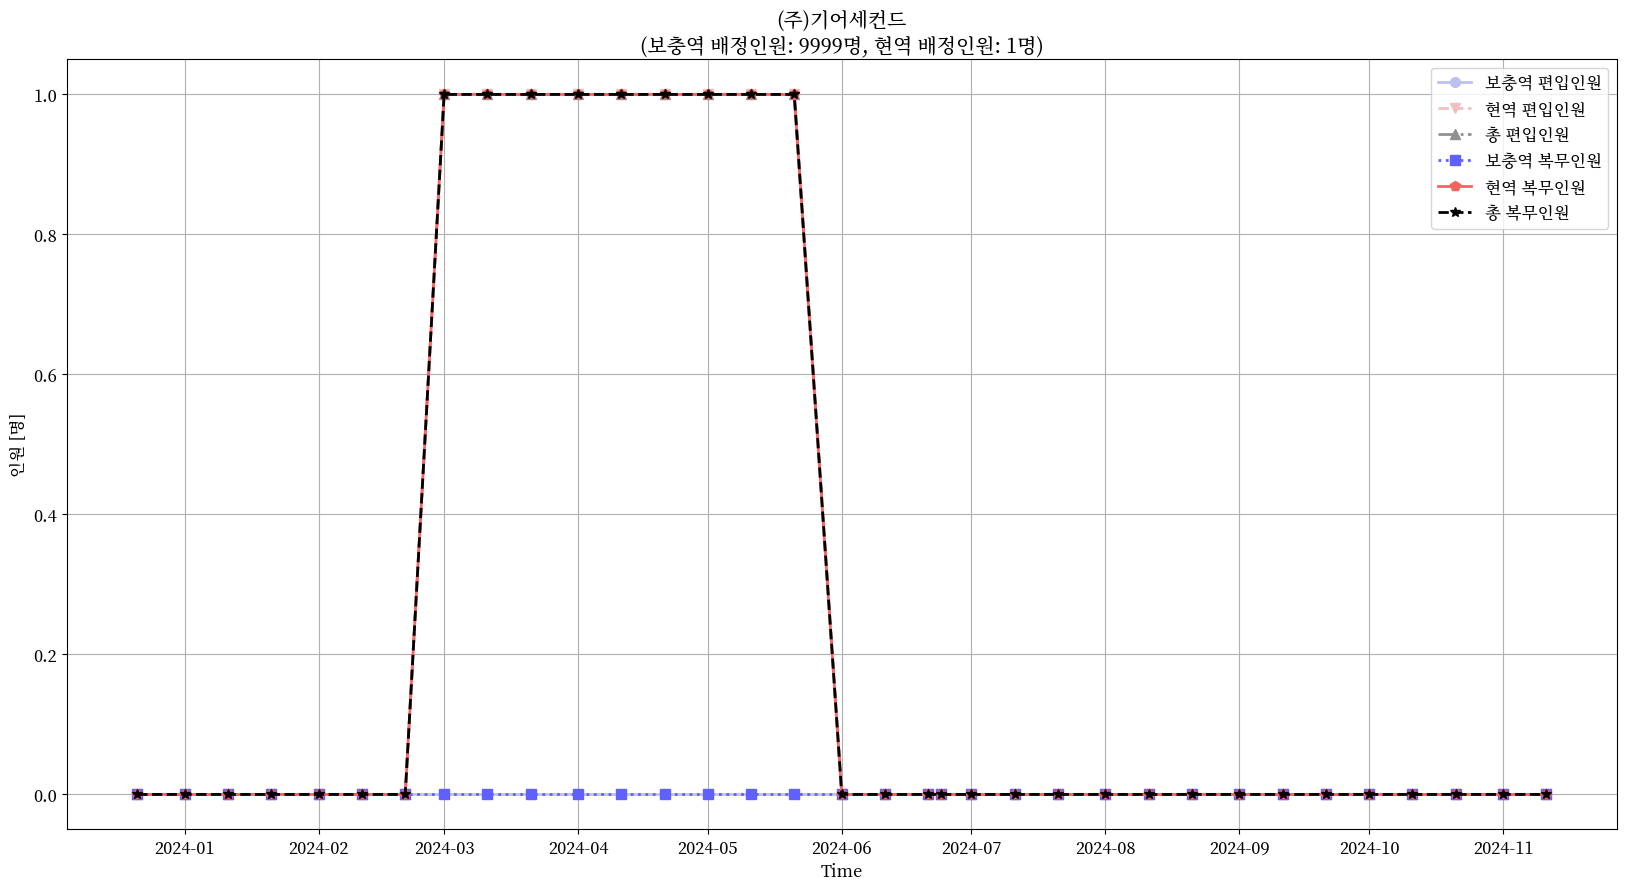 (주)기어세컨드
(보충역 배정인원: 9999명, 현역 배정인원: 1명)
보충역 편입인원
현역 편입인원
총 편입인원
보충역 복무인원
현역 복무인원
총 복무인원
1.0
0.8
0.6
0.4
0.2
0.0
인원 [명]
2024-01 2024-02 2024-03 2024-04 2024-05 2024-06 2024-07 2024-08 2024-09 2024-10 2024-11
Time